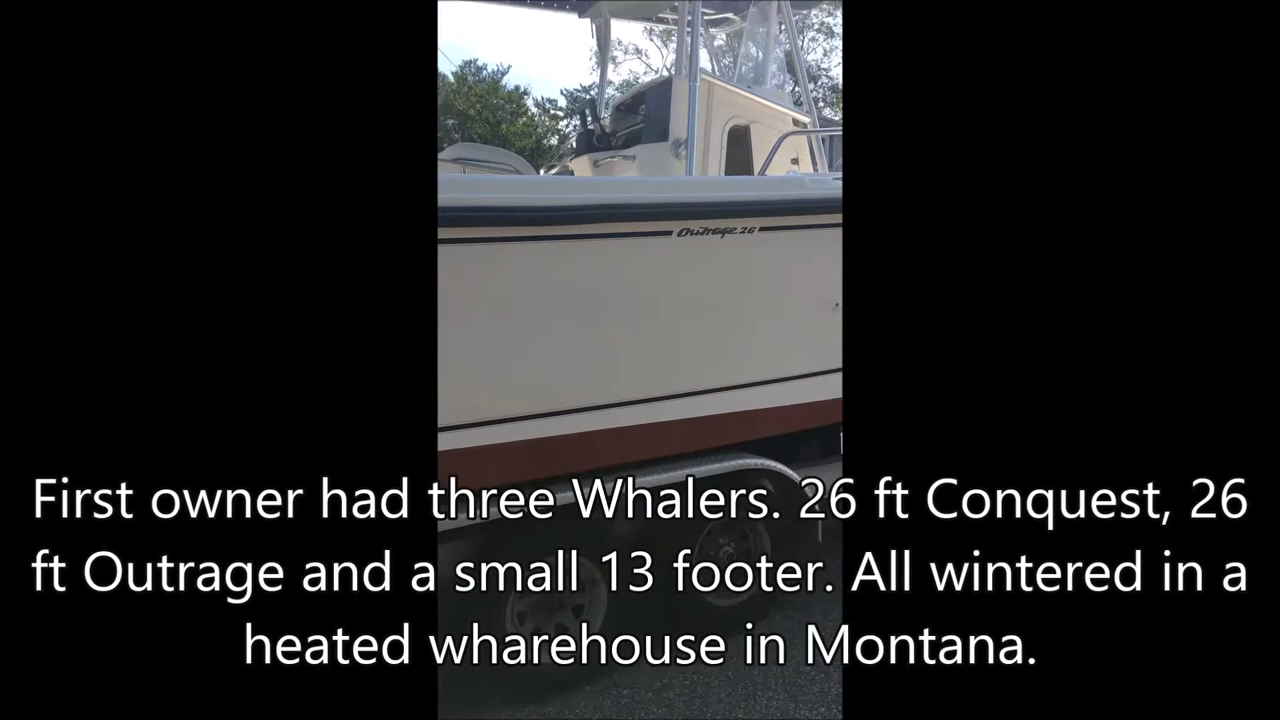 Outrage 26
First owner had three Whalers. 26 ft Conquest, 26
ft Outrage and a small 13 footer. All wintered in a
heated wharehouse in Montana.